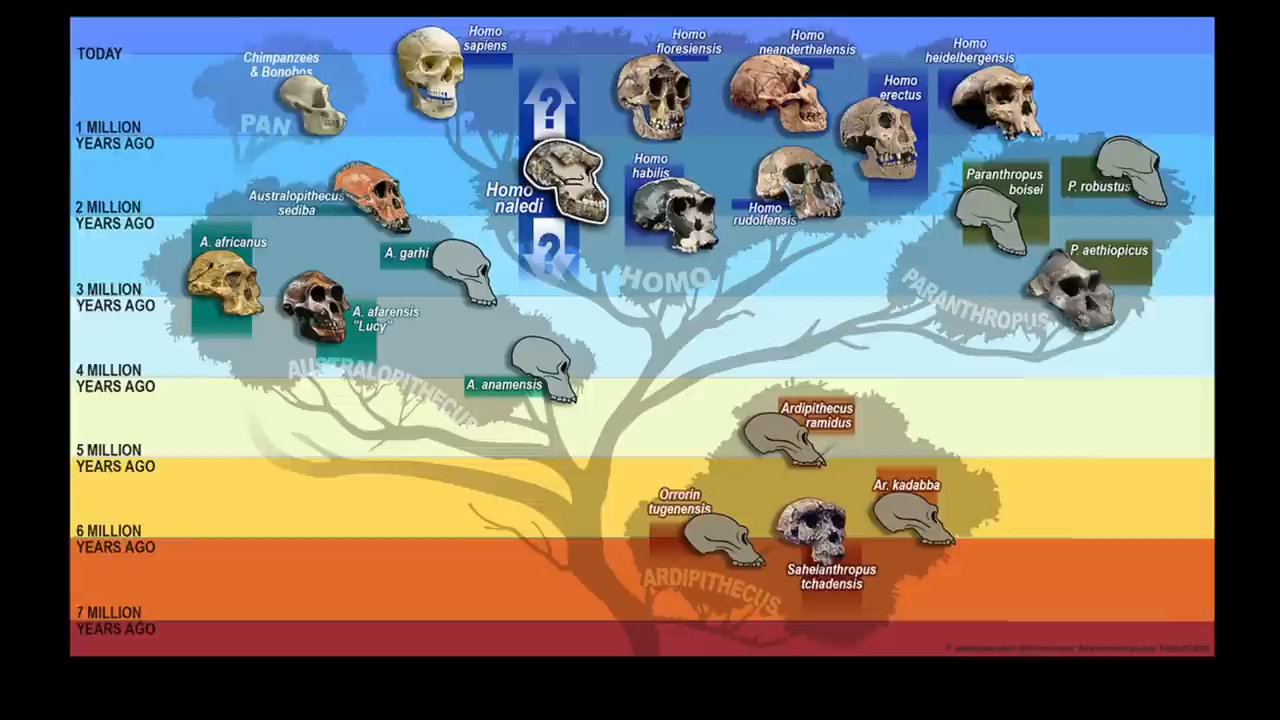 TODAY
1 MILLION
YEARS AGO
2 MILLION
YEARS AGO
3 MILLION
YEARS AGO
4 MILLION
YEARS AGO
5 MILLION
YEARS AGO
6 MILLION
YEARS AGO
7 MILLION
YEARS AGO
Chimpanzees
& Bonobos
PAN
Homo
sapiens
Homo
floresiensis
Homo
neanderthalensis
Homo
heidelbergensis
Homo
erectus
?
Homo
naledi
?
Homo
habilis
Homo
rudolfensis
HOMO
Paranthropus
boisei
P. robustus
P. aethiopicus
PARANTHROPUS
Australopithecus
sediba
A. africanus
A. garhi
A. afarensis
"Lucy"
A. anamensis
AUSTRALOPITHECUS
Ardipithecus
ramidus
Ar. kadabba
Orrorin
tugenensis
Sahelanthropus
tchadensis
ARDIPITHECUS